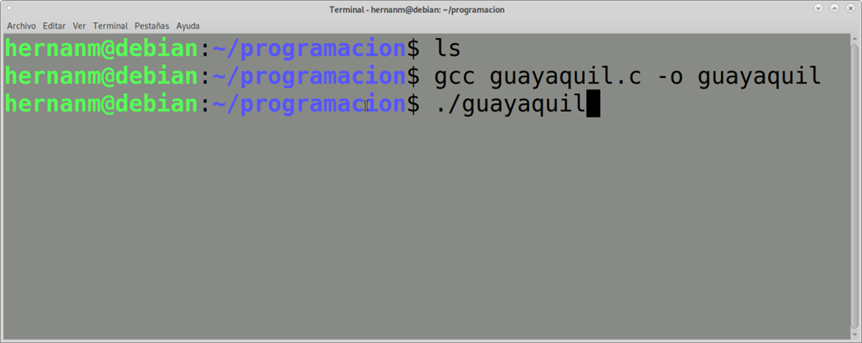 Terminal - hernanm@debian: ~/programacion
Archivo Editar Ver Terminal Pestañas Ayuda
hernanm@debian:~/programacion$ ls
hernanm@debian:~/programacion$ gcc guayaquil.c -o guayaquil
hernanm@debian:~/programacion$ ./guayaquil